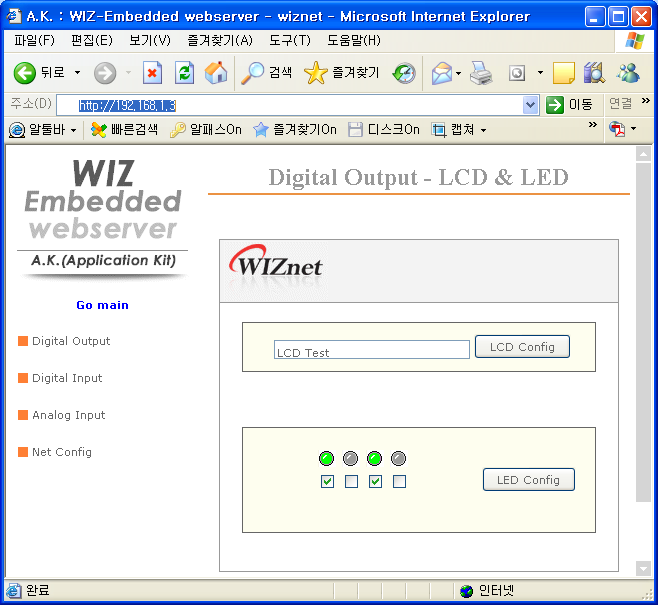 A.K. : WIZ-Embedded webserver - wiznet - Microsoft Internet Explorer
파일(F) 편집(E) 보기(V) 즐겨찾기(A) 도구(T) 도움말(H)
뒤로 검색 즐겨찾기
주소(D) http://192,168,1,3 이동 연결 »
알툴바 빠른검색 알패스On 즐겨찾기On 디스크On 캡쳐 »
WIZ
Embedded
webserver
A.K.(Application Kit)
Go main
Digital Output
Digital Input
Analog Input
Net Config
Digital Output - LCD & LED
WIZnet
LCD Test LCD Config
LED Config
완료 인터넷